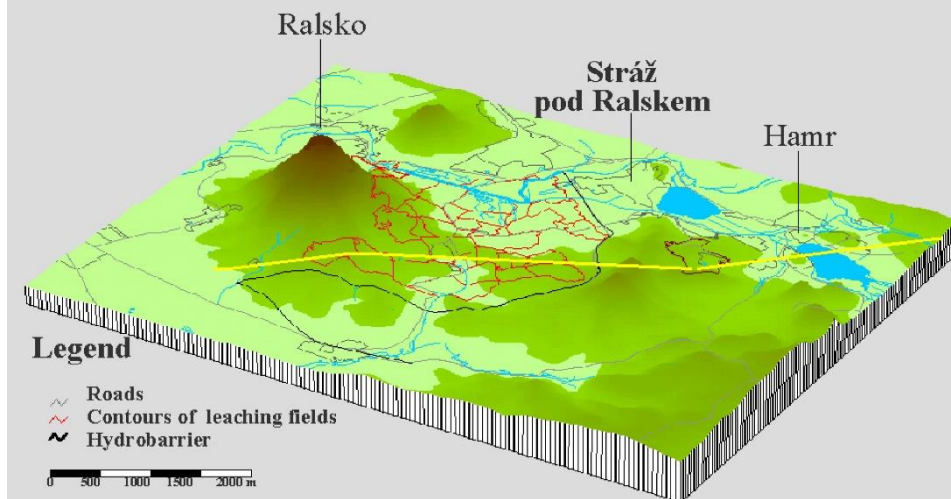 Ralsko
Stráž
pod Ralskem
Hamr
Legend
Roads
Contours of leaching fields
Hydrobarrier
0 500 1000 1500 2000 m